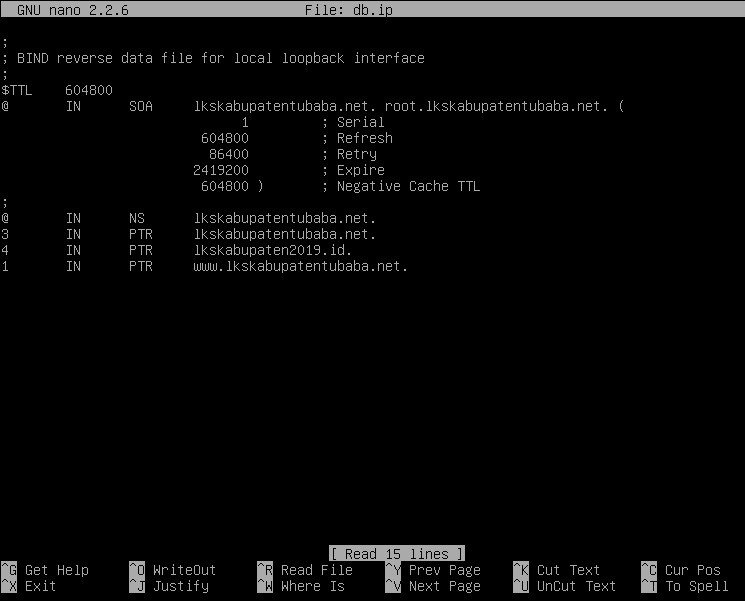 GNU nano 2.2.6 File: db.ip
;
; BIND reverse data file for local loopback interface
;
$TTL 604800
@ IN SOA lkskabupatentubaba.net. root.lkskabupatentubaba.net. (
1 ; Serial
604800 ; Refresh
86400 ; Retry
2419200 ; Expire
604800 ) ; Negative Cache TTL
;
@ IN NS lkskabupatentubaba.net.
3 IN PTR lkskabupatentubaba.net.
4 IN PTR lkskabupaten2019.id.
1 IN PTR www.lkskabupatentubaba.net.
[ Read 15 lines ]
^G Get Help ^O WriteOut ^R Read File ^Y Prev Page ^K Cut Text ^C Cur Pos
^X Exit ^J Justify ^W Where Is ^V Next Page ^U UnCut Text ^T To Spell